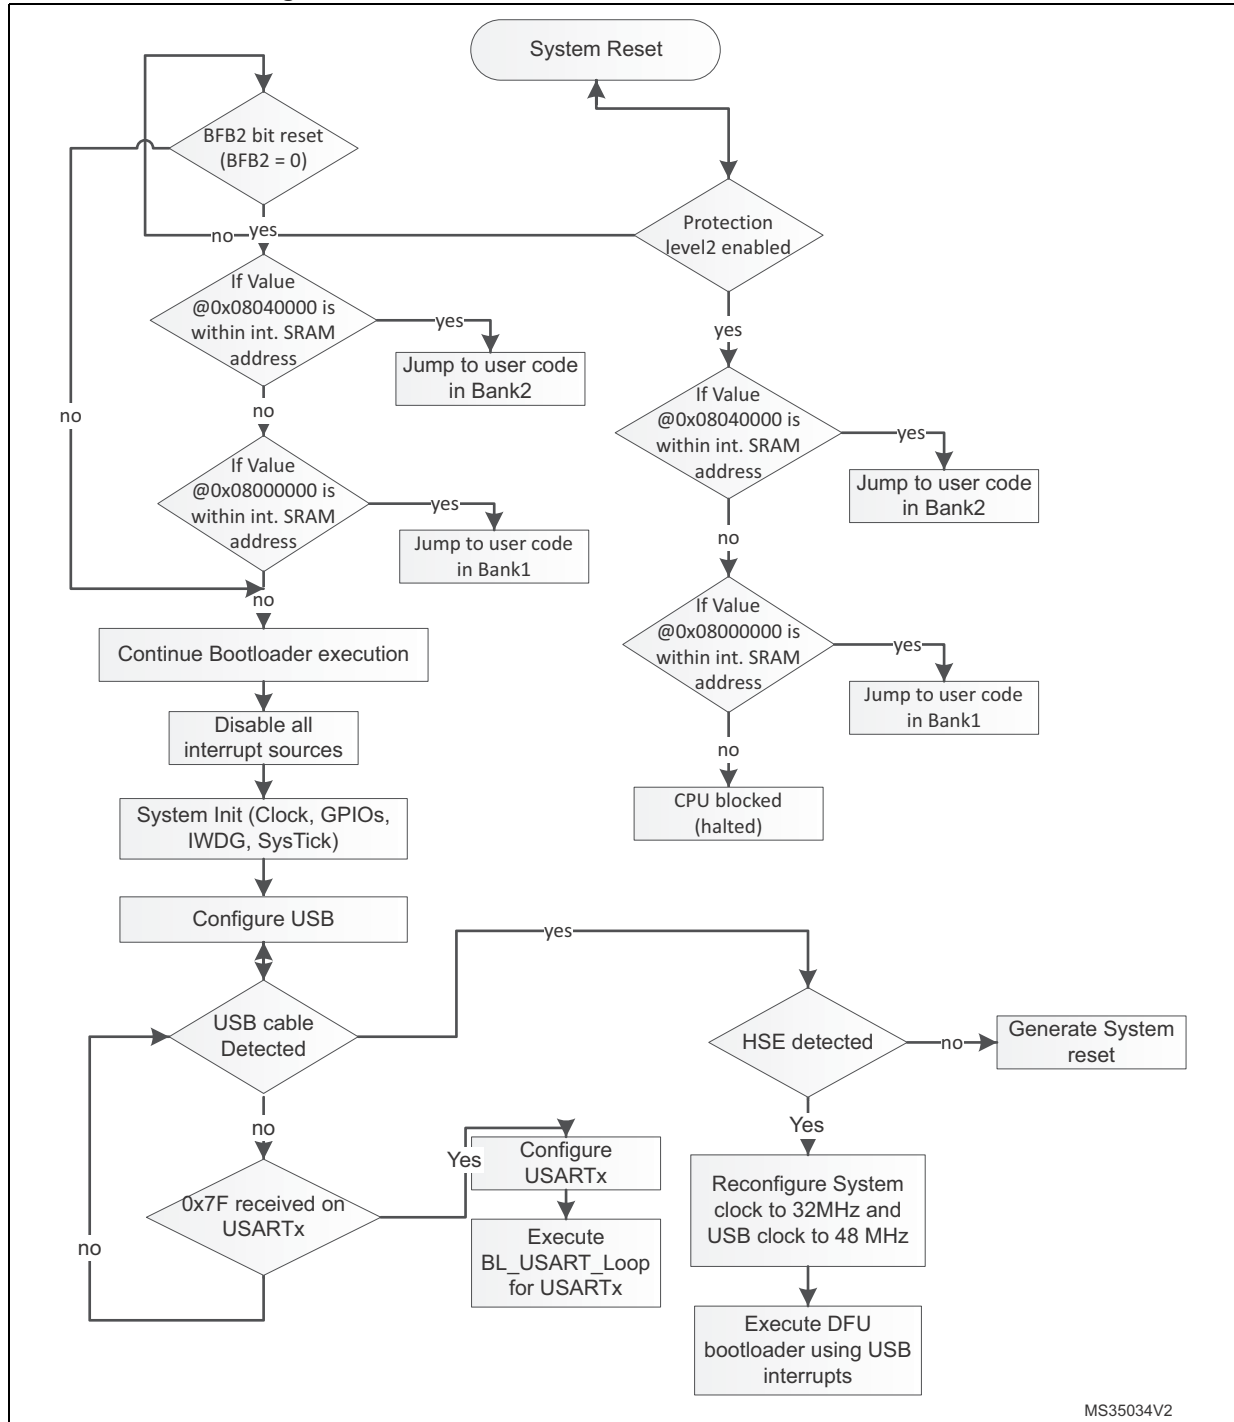 System Reset
BFB2 bit reset
(BFB2 = 0)
Protection
level2 enabled
no
yes
If Value
@0x08040000 is
within int. SRAM
address
yes
Jump to user code
in Bank2
no
no
If Value
@0x08000000 is
within int. SRAM
address
yes
Jump to user code
in Bank1
no
yes
If Value
@0x08040000 is
within int. SRAM
address
yes
Jump to user code
in Bank2
no
If Value
@0x08000000 is
within int. SRAM
address
yes
Jump to user code
in Bank1
no
CPU blocked
(halted)
Continue Bootloader execution
Disable all
interrupt sources
System Init (Clock, GPIOs,
IWDG, SysTick)
Configure USB
yes
USB cable
Detected
HSE detected
no
Generate System
reset
no
Yes
0x7F received on
USARTx
no
Yes
Configure
USARTx
Execute
BL_USART_Loop
for USARTx
Reconfigure System
clock to 32MHz and
USB clock to 48 MHz
Execute DFU
bootloader using USB
interrupts
MS35034V2